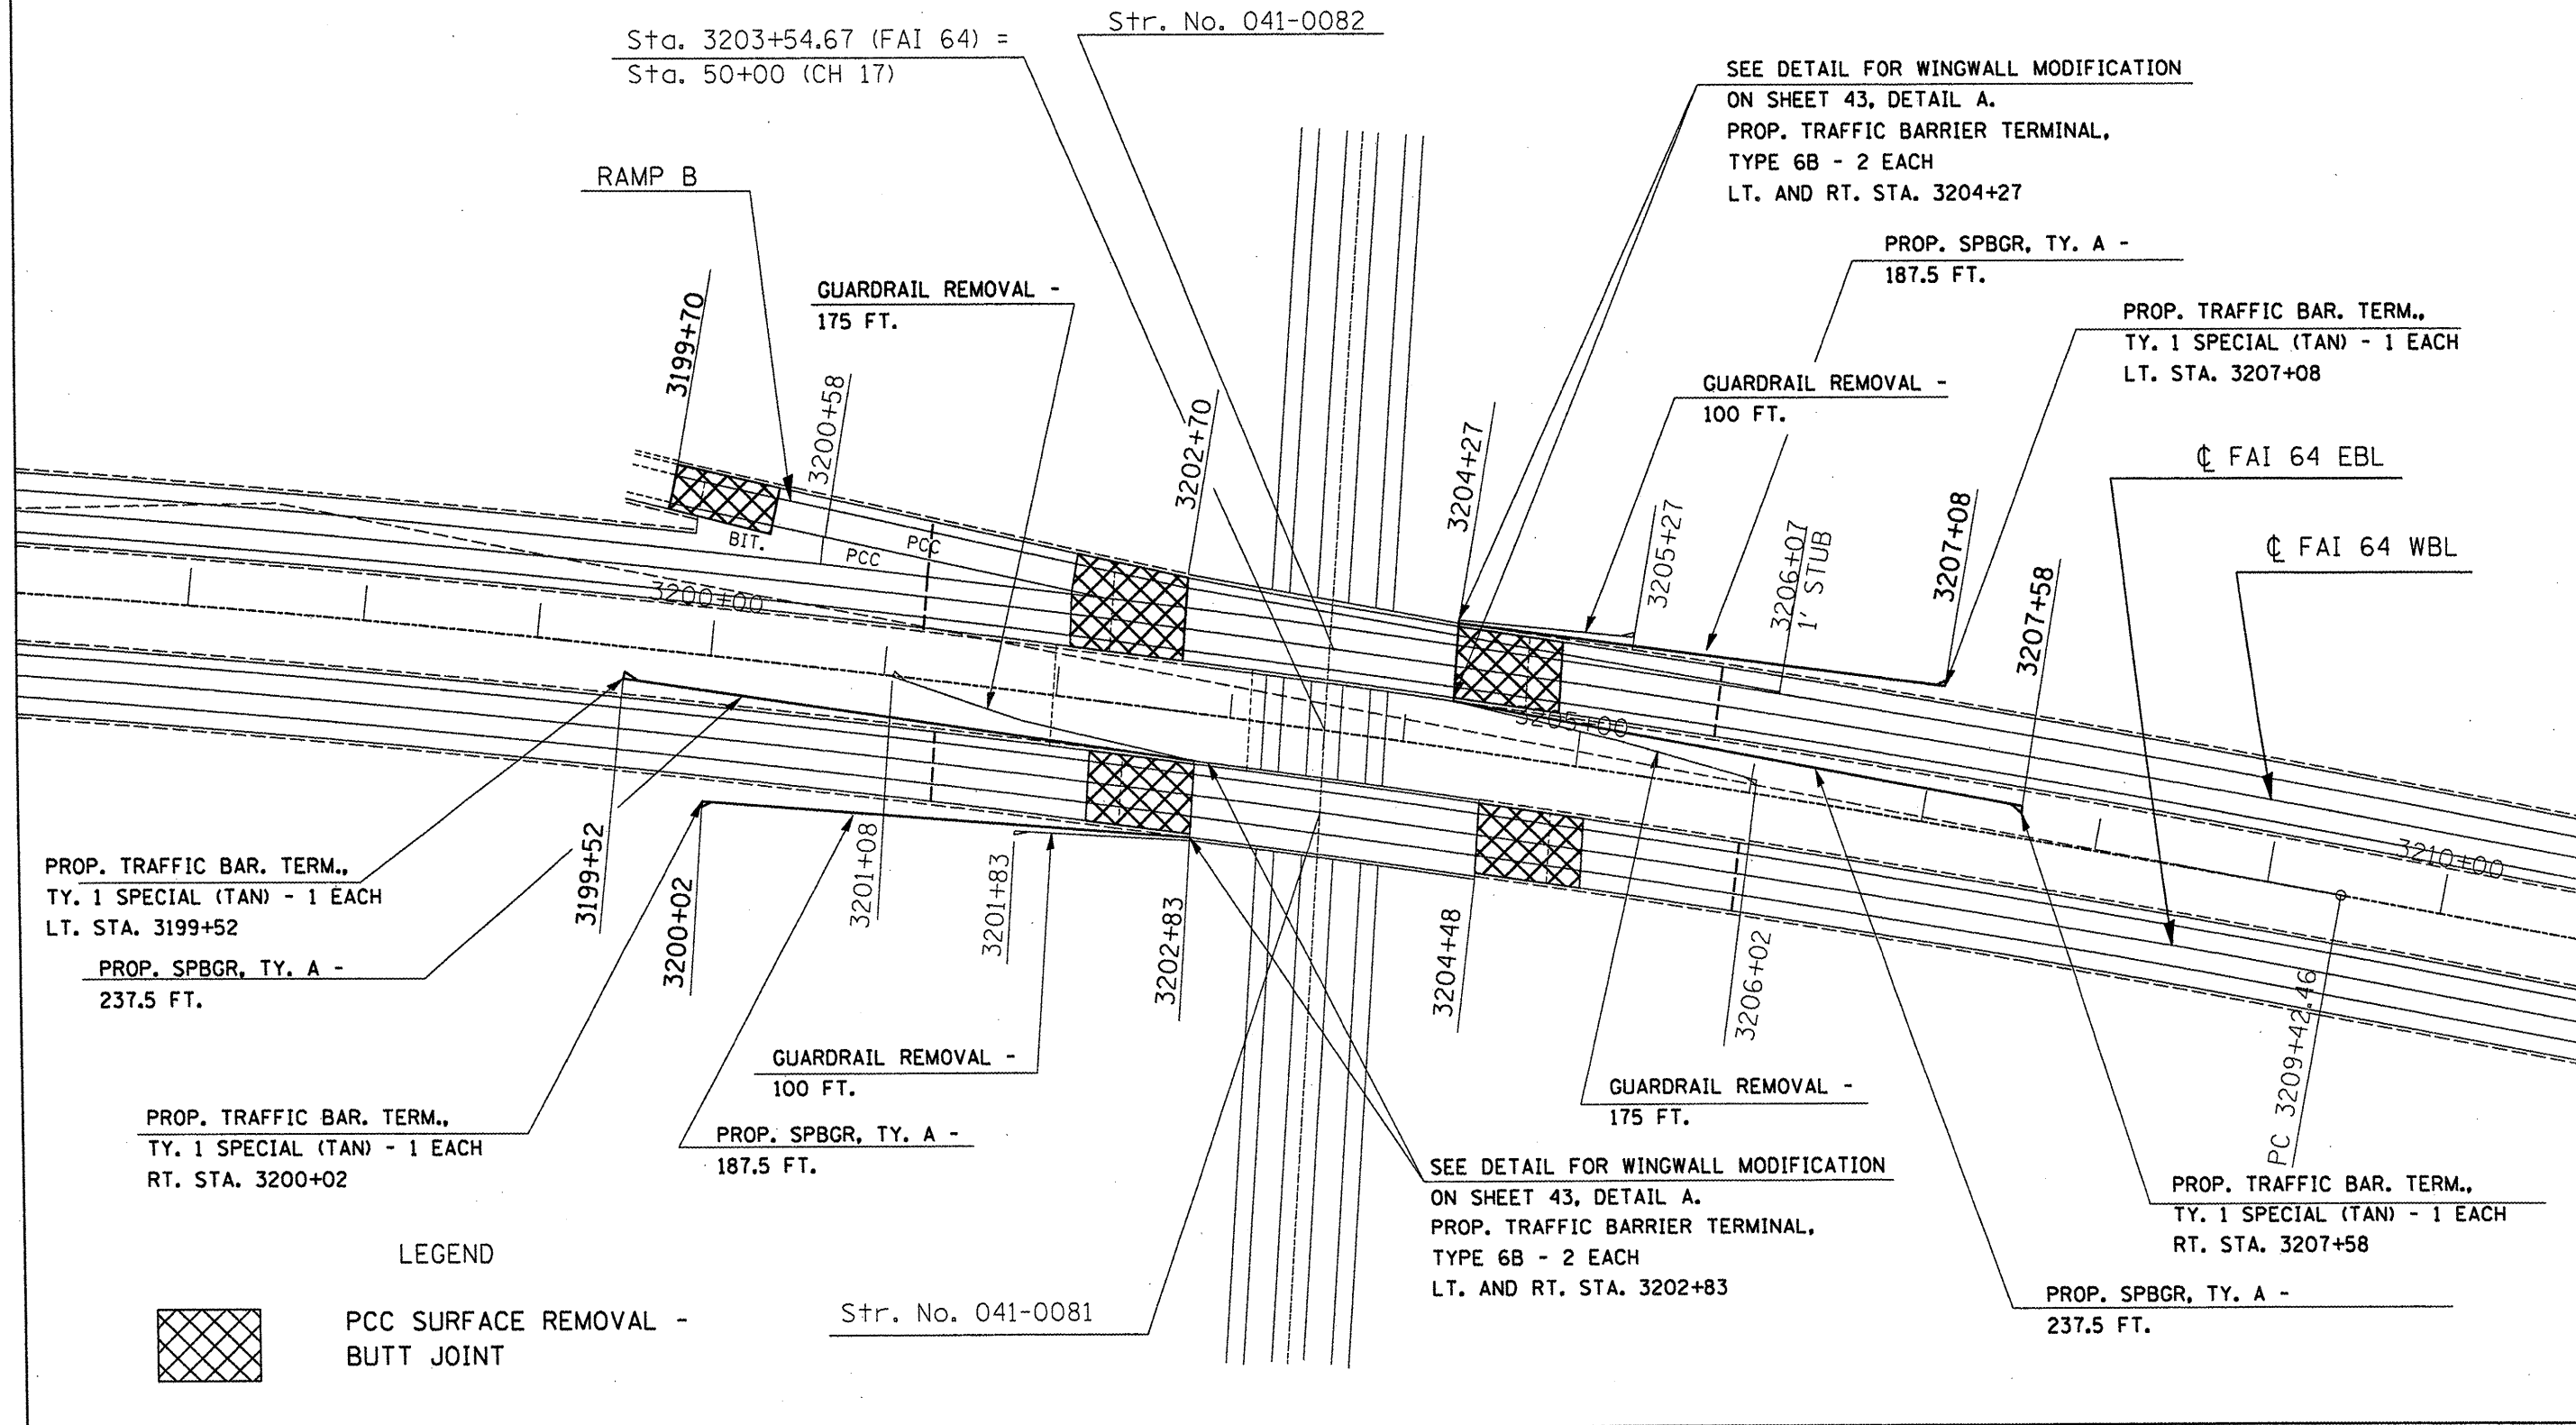 Sta. 3203+54.67 (FAI 64) =
Sta. 50+00 (CH 17)
Str. No. 041-0082
SEE DETAIL FOR WINGWALL MODIFICATION
ON SHEET 43, DETAIL A.
PROP. TRAFFIC BARRIER TERMINAL,
TYPE 6B - 2 EACH
LT. AND RT. STA. 3204+27
RAMP B
GUARDRAIL REMOVAL -
175 FT.
PROP. SPBGR, TY. A -
187.5 FT.
PROP. TRAFFIC BAR. TERM.,
TY. 1 SPECIAL (TAN) - 1 EACH
LT. STA. 3207+08
GUARDRAIL REMOVAL -
100 FT.
℄ FAI 64 EBL
℄ FAI 64 WBL
3199+70
3200+58
3202+70
3204+27
3205+27
3206+07
1' STUB
3207+08
3207+58
BIT.
PCC
PCC
3200+00
3205+00
3210+00
3199+52
3200+02
3201+08
3201+83
3202+83
3204+48
3206+02
PC 3209+42.46
PROP. TRAFFIC BAR. TERM.,
TY. 1 SPECIAL (TAN) - 1 EACH
LT. STA. 3199+52
PROP. SPBGR, TY. A -
237.5 FT.
GUARDRAIL REMOVAL -
100 FT.
GUARDRAIL REMOVAL -
175 FT.
PROP. TRAFFIC BAR. TERM.,
TY. 1 SPECIAL (TAN) - 1 EACH
RT. STA. 3200+02
PROP. SPBGR, TY. A -
187.5 FT.
SEE DETAIL FOR WINGWALL MODIFICATION
ON SHEET 43, DETAIL A.
PROP. TRAFFIC BARRIER TERMINAL,
TYPE 6B - 2 EACH
LT. AND RT. STA. 3202+83
PROP. TRAFFIC BAR. TERM.,
TY. 1 SPECIAL (TAN) - 1 EACH
RT. STA. 3207+58
PROP. SPBGR, TY. A -
237.5 FT.
LEGEND
PCC SURFACE REMOVAL -
BUTT JOINT
Str. No. 041-0081